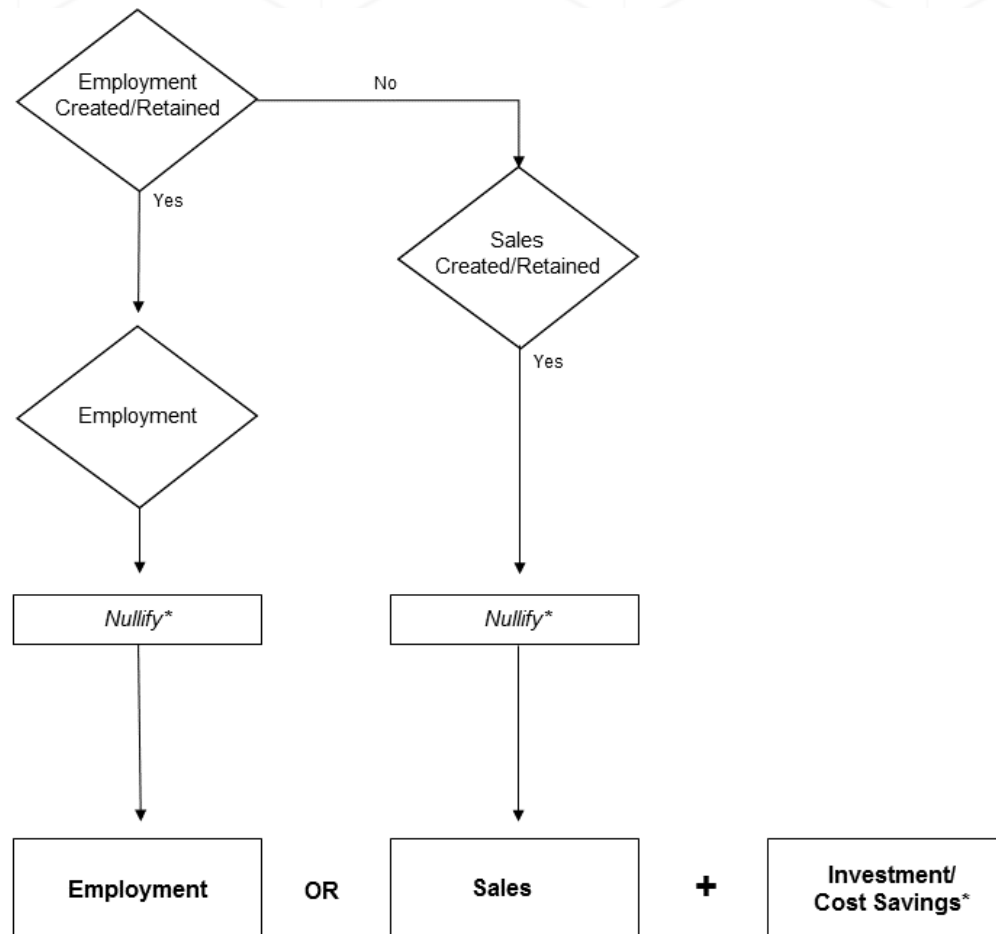 Employment
Created/Retained
No
Yes
Sales
Created/Retained
Yes
Employment
Nullify*
Nullify*
Employment
OR
Sales
+
Investment/
Cost Savings*